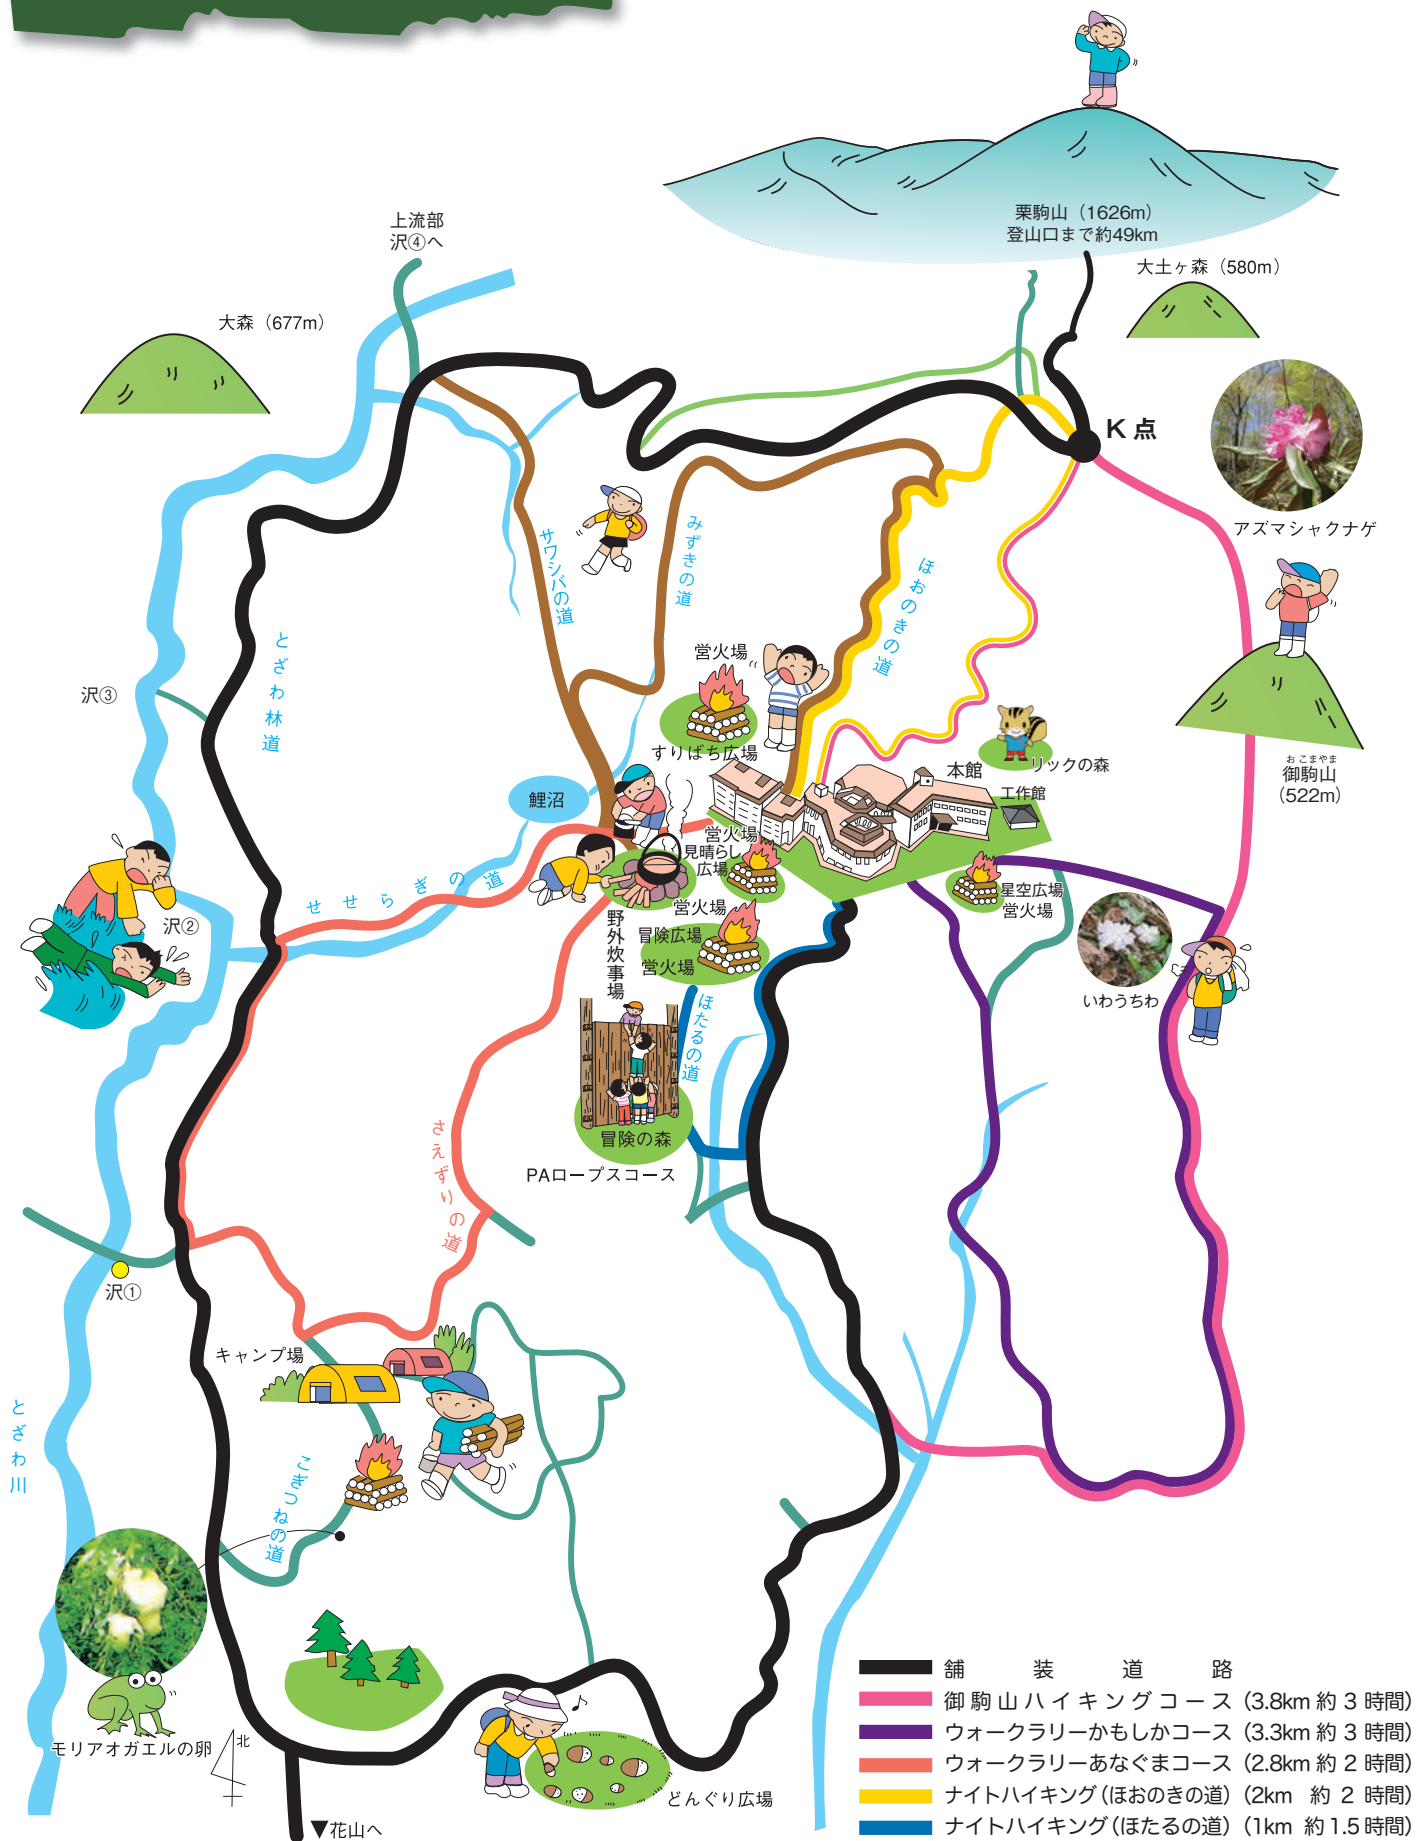 上流部
沢④へ
栗駒山（1626m）
登山口まで約49km
大土ヶ森（580m）
大森（677m）
K点
アズマシャクナゲ
サワシバの道
みずきの道
ほおのきの道
とざわ林道
沢③
営火場
すりばち広場
リックの森
本館
工作館
おこまやま
御駒山
（522m）
鯉沼
営火場
見晴らし
広場
せせらぎの道
沢②
野外炊事場
営火場
冒険広場
営火場
星空広場
営火場
いわうちわ
ほたるの道
冒険の森
PAロープスコース
さえずりの道
沢①
キャンプ場
とざわ川
こぎつねの道
モリアオガエルの卵
北
どんぐり広場
▼花山へ
舗装道路
御駒山ハイキングコース（3.8km 約 3 時間）
ウォークラリーかもしかコース（3.3km 約 3 時間）
ウォークラリーあなぐまコース（2.8km 約 2 時間）
ナイトハイキング（ほおのきの道）（2km 約 2 時間）
ナイトハイキング（ほたるの道）（1km 約1.5 時間）